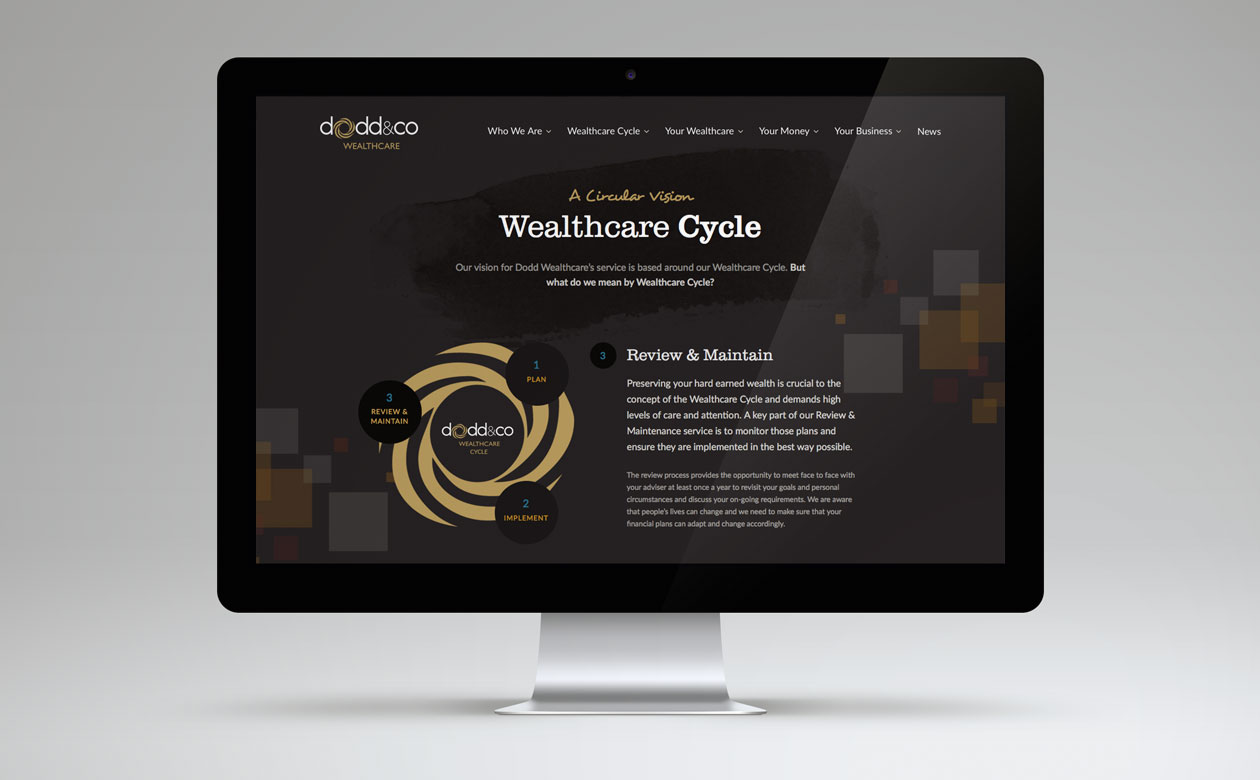 dodd&co
WEALTHCARE
Who We Are
Wealthcare Cycle
Your Wealthcare
Your Money
Your Business
News
A Circular Vision
Wealthcare Cycle
Our vision for Dodd Wealthcare's service is based around our Wealthcare Cycle. But
what do we mean by Wealthcare Cycle?
1
PLAN
3
REVIEW &
MAINTAIN
dodd&co
WEALTHCARE
CYCLE
2
IMPLEMENT
3
Review & Maintain
Preserving your hard earned wealth is crucial to the
concept of the Wealthcare Cycle and demands high
levels of care and attention. A key part of our Review &
Maintenance service is to monitor those plans and
ensure they are implemented in the best way possible.
The review process provides the opportunity to meet face to face with
your adviser at least once a year to revisit your goals and personal
circumstances and discuss your on-going requirements. We are aware
that people's lives can change and we need to make sure that your
financial plans can adapt and change accordingly.